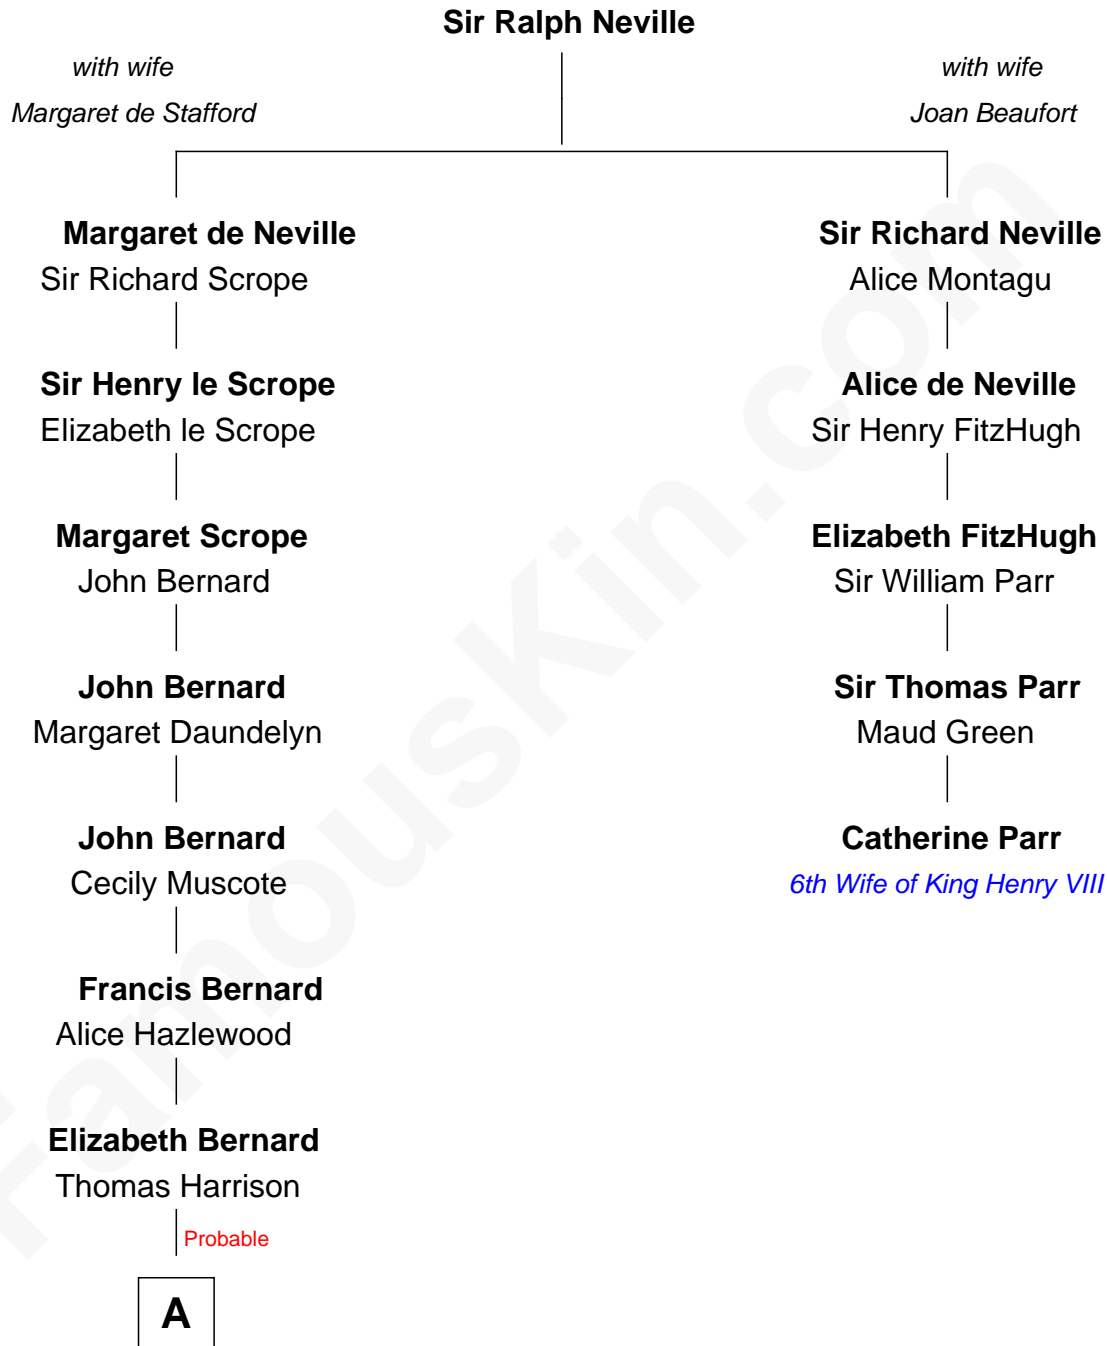 Sir Ralph Neville
with wife
Margaret de Stafford
with wife
Joan Beaufort
Margaret de Neville
Sir Richard Scrope
Sir Richard Neville
Alice Montagu
Sir Henry le Scrope
Elizabeth le Scrope
Alice de Neville
Sir Henry FitzHugh
Margaret Scrope
John Bernard
Elizabeth FitzHugh
Sir William Parr
John Bernard
Margaret Daundelyn
Sir Thomas Parr
Maud Green
John Bernard
Cecily Muscote
Catherine Parr
6th Wife of King Henry VIII
Francis Bernard
Alice Hazlewood
Elizabeth Bernard
Thomas Harrison
Probable
A
FamousKin.com